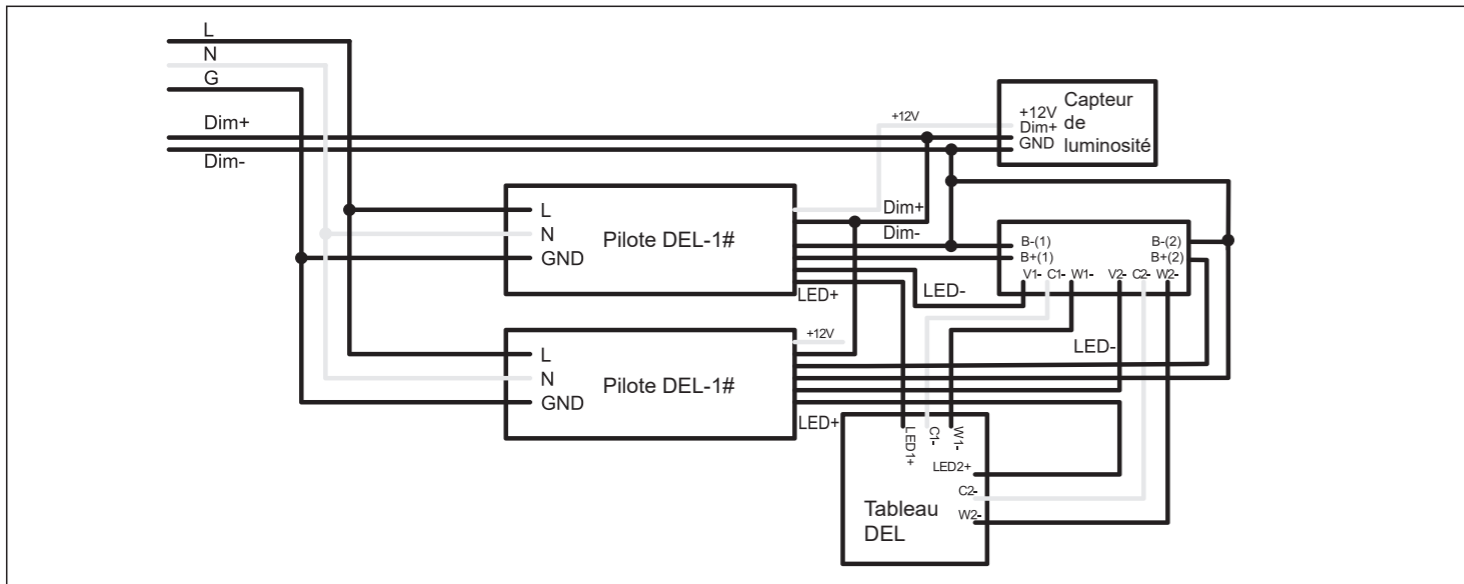 L
N
G
Dim+
Dim-
+12V
+12V
Dim+
GND
Capteur
de
luminosité
L
N
GND
Pilote DEL-1#
Dim+
Dim-
LED+
LED-
B-(1)
B+(1)
B-(2)
B+(2)
V1- C1- W1- V2- C2- W2-
L
N
GND
Pilote DEL-1#
+12V
LED+
LED-
LED1+
C1-
W1-
LED2+
C2-
W2-
Tableau
DEL